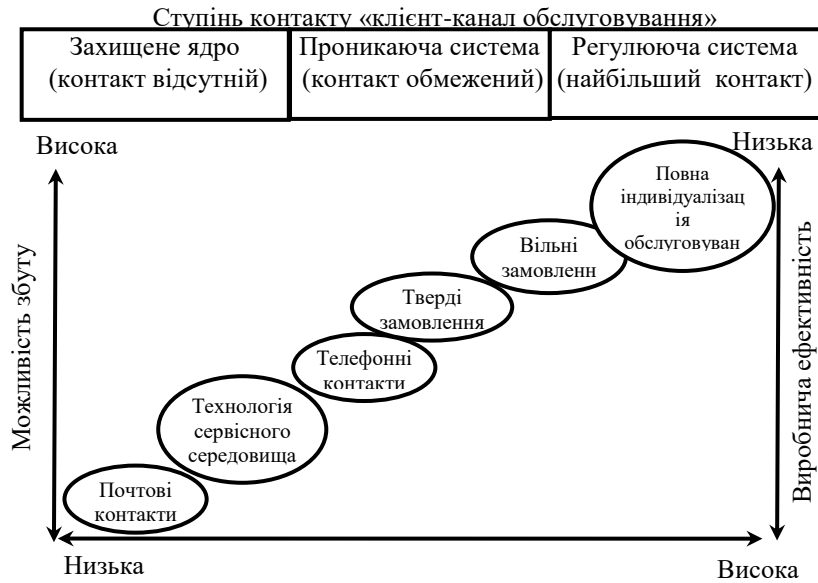 Ступінь контакту «клієнт-канал обслуговування»
Захищене ядро
(контакт відсутній)
Проникаюча система
(контакт обмежений)
Регулююча система
(найбільший контакт)
Висока
Низька
Можливість збуту
Виробнича ефективність
Повна
індивідуалізац
ія
обслуговуван
Вільні
замовленн
Тверді
замовлення
Телефонні
контакти
Технологія
сервісного
середовища
Почтові
контакти
Низька
Висока